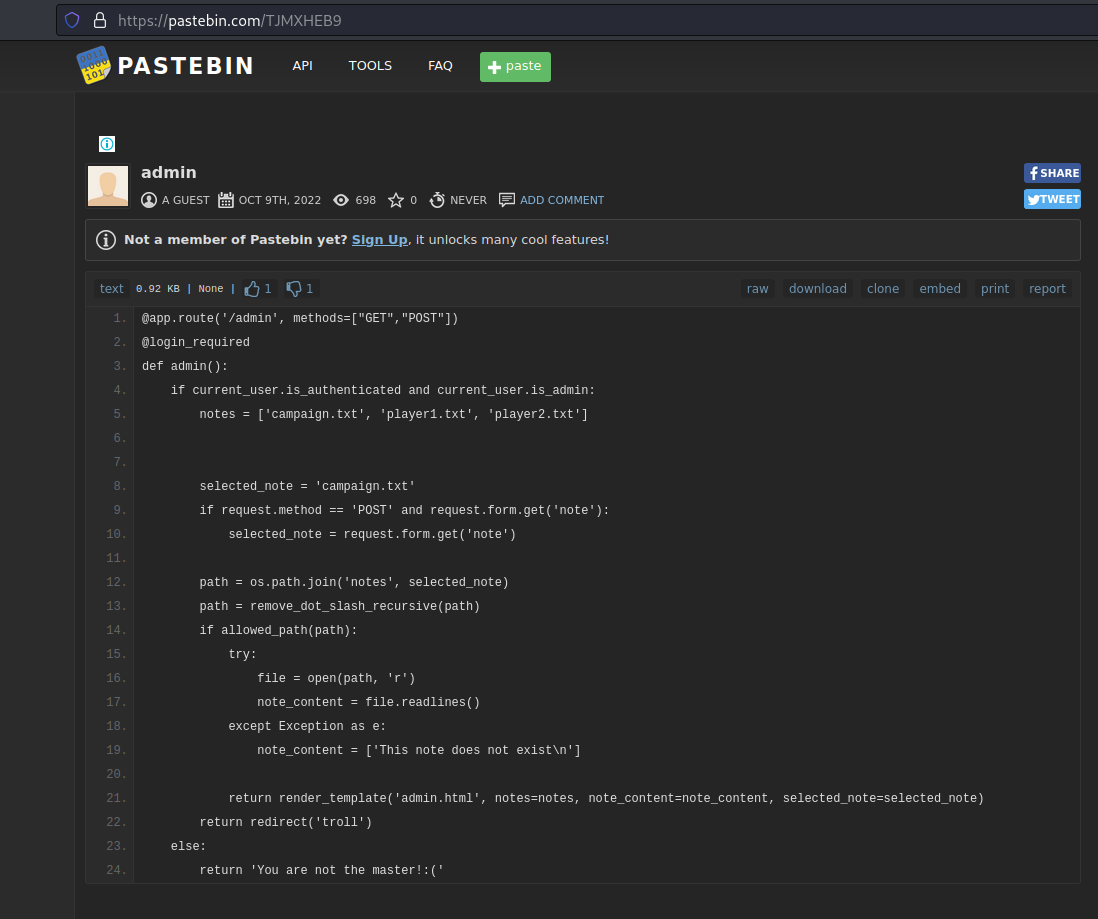 https://pastebin.com/TJMXHEB9
PASTEBIN API TOOLS FAQ + paste
admin
A GUEST OCT 9TH, 2022 698 0 NEVER ADD COMMENT
SHARE
TWEET
Not a member of Pastebin yet? Sign Up, it unlocks many cool features!
text 0.92 KB | None | 1 1 raw download clone embed print report
1. @app.route('/admin', methods=["GET","POST"])
2. @login_required
3. def admin():
4.     if current_user.is_authenticated and current_user.is_admin:
5.         notes = ['campaign.txt', 'player1.txt', 'player2.txt']
6.
7.
8.         selected_note = 'campaign.txt'
9.         if request.method == 'POST' and request.form.get('note'):
10.             selected_note = request.form.get('note')
11.
12.         path = os.path.join('notes', selected_note)
13.         path = remove_dot_slash_recursive(path)
14.         if allowed_path(path):
15.             try:
16.                 file = open(path, 'r')
17.                 note_content = file.readlines()
18.             except Exception as e:
19.                 note_content = ['This note does not exist\n']
20.
21.             return render_template('admin.html', notes=notes, note_content=note_content, selected_note=selected_note)
22.         return redirect('troll')
23.     else:
24.         return 'You are not the master!:('